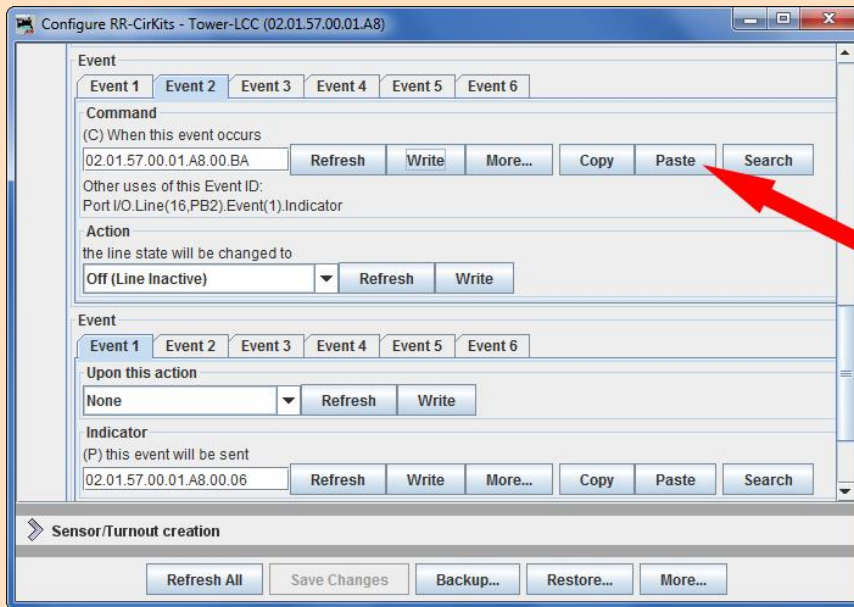 Configure RR-CirKits - Tower-LCC (02.01.57.00.01.A8)
Event
Event 1 Event 2 Event 3 Event 4 Event 5 Event 6
Command
(C) When this event occurs
02.01.57.00.01.A8.00.BA Refresh Write More... Copy Paste Search
Other uses of this Event ID:
Port I/O.Line(16,PB2).Event(1).Indicator
Action
the line state will be changed to
Off (Line Inactive) Refresh Write
Event
Event 1 Event 2 Event 3 Event 4 Event 5 Event 6
Upon this action
None Refresh Write
Indicator
(P) this event will be sent
02.01.57.00.01.A8.00.06 Refresh Write More... Copy Paste Search
Sensor/Turnout creation
Refresh All Save Changes Backup... Restore... More...